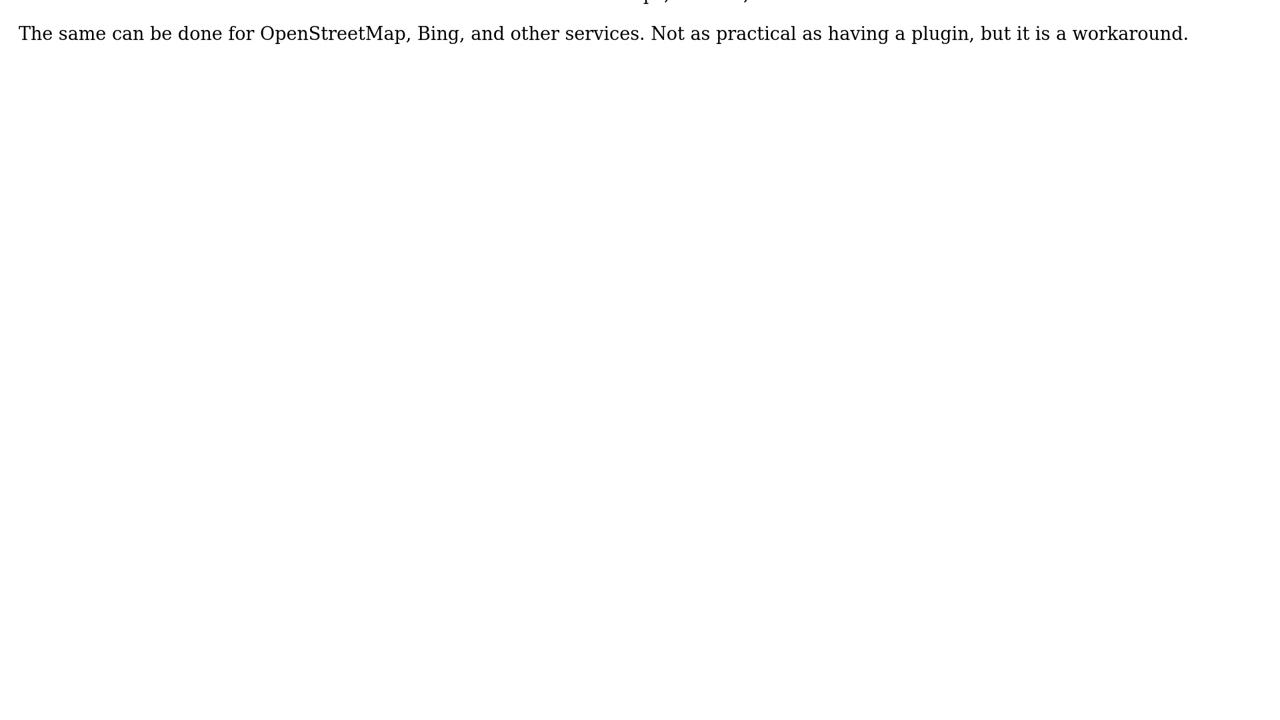 The same can be done for OpenStreetMap, Bing, and other services. Not as practical as having a plugin, but it is a workaround.